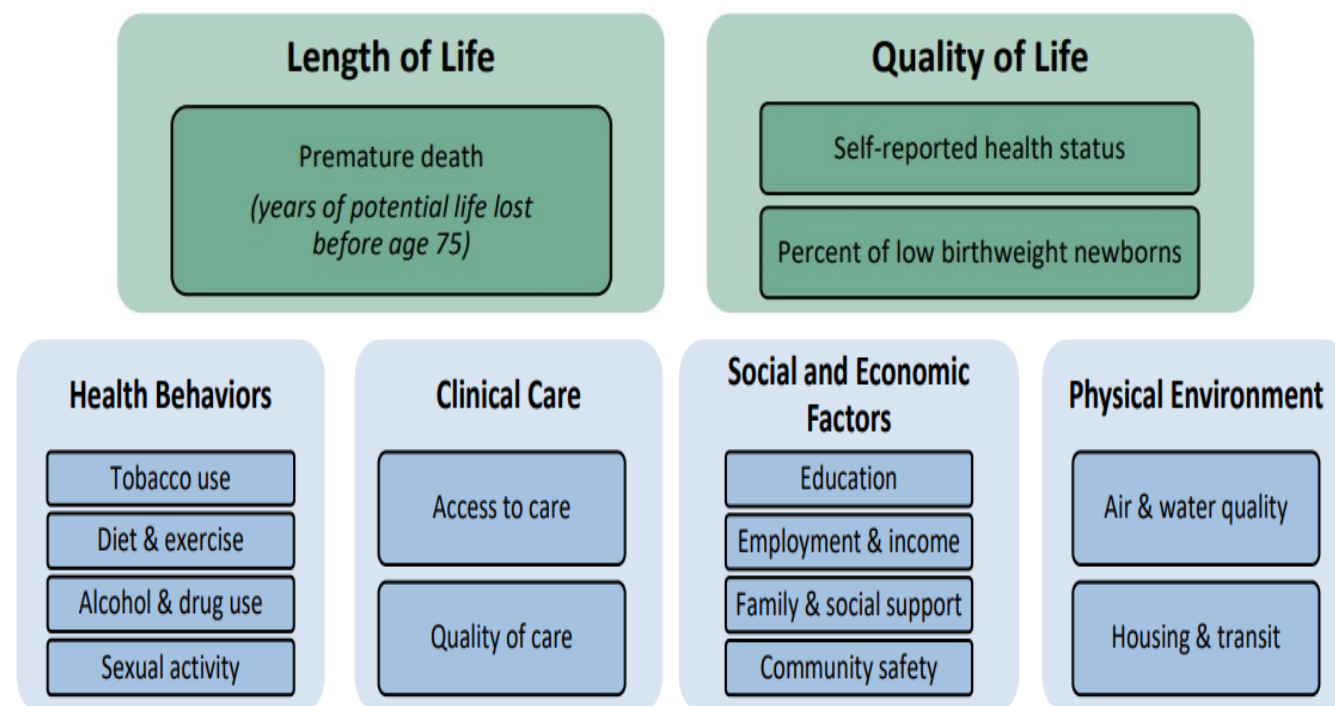 Length of Life
Premature death
(years of potential life lost
before age 75)
Quality of Life
Self-reported health status
Percent of low birthweight newborns
Health Behaviors
Tobacco use
Diet & exercise
Alcohol & drug use
Sexual activity
Clinical Care
Access to care
Quality of care
Social and Economic
Factors
Education
Employment & income
Family & social support
Community safety
Physical Environment
Air & water quality
Housing & transit